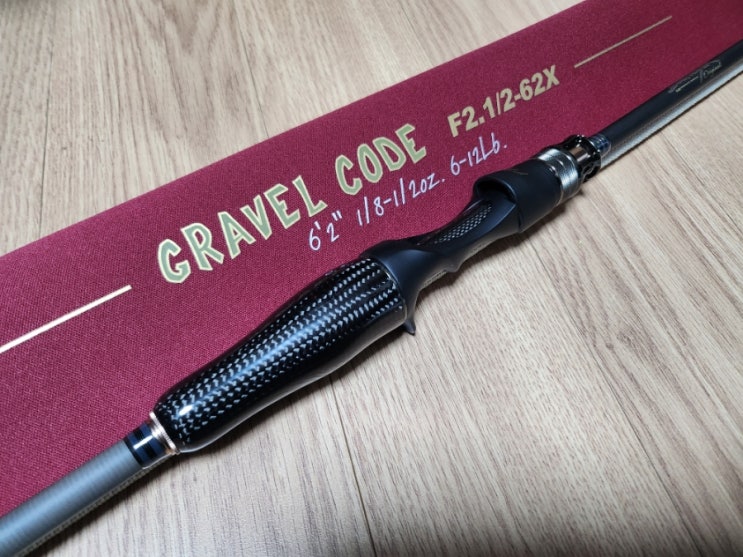 GRAVEL CODE F2.1/2-62X
6'2" 1/8-1/2oz. 6-12Lb.